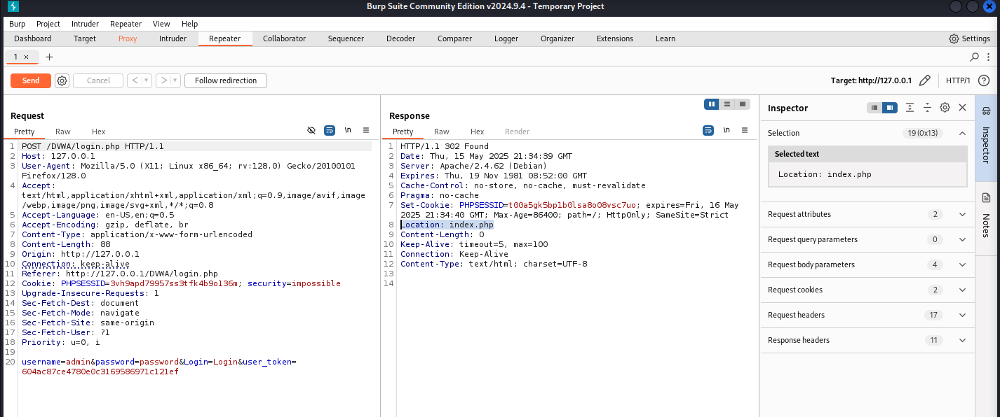 Burp Suite Community Edition v2024.9.4 - Temporary Project
Burp Project Intruder Repeater View Help
Dashboard Target Proxy Intruder Repeater Collaborator Sequencer Decoder Comparer Logger Organizer Extensions Learn Settings
1 × +
Send Cancel < > Follow redirection Target: http://127.0.0.1 HTTP/1 ?
Request
Pretty Raw Hex \n
1 POST /DVWA/login.php HTTP/1.1
2 Host: 127.0.0.1
3 User-Agent: Mozilla/5.0 (X11; Linux x86_64; rv:128.0) Gecko/20100101
Firefox/128.0
4 Accept:
text/html,application/xhtml+xml,application/xml;q=0.9,image/avif,image
/webp,image/png,image/svg+xml,*/*;q=0.8
5 Accept-Language: en-US,en;q=0.5
6 Accept-Encoding: gzip, deflate, br
7 Content-Type: application/x-www-form-urlencoded
8 Content-Length: 88
9 Origin: http://127.0.0.1
10 Connection: keep-alive
11 Referer: http://127.0.0.1/DVWA/login.php
12 Cookie: PHPSESSID=3vh9apd79957ss3tfk4b9o136m; security=impossible
13 Upgrade-Insecure-Requests: 1
14 Sec-Fetch-Dest: document
15 Sec-Fetch-Mode: navigate
16 Sec-Fetch-Site: same-origin
17 Sec-Fetch-User: ?1
18 Priority: u=0, i
19
20 username=admin&password=password&Login=Login&user_token=
604ac87ce4780e0c3169586971c121ef
Response
Pretty Raw Hex Render \n
1 HTTP/1.1 302 Found
2 Date: Thu, 15 May 2025 21:34:39 GMT
3 Server: Apache/2.4.62 (Debian)
4 Expires: Thu, 19 Nov 1981 08:52:00 GMT
5 Cache-Control: no-store, no-cache, must-revalidate
6 Pragma: no-cache
7 Set-Cookie: PHPSESSID=t00a5gk5bp1b0lsa8o08vsc7uo; expires=Fri, 16 May
2025 21:34:40 GMT; Max-Age=86400; path=/; HttpOnly; SameSite=Strict
8 Location: index.php
9 Content-Length: 0
10 Keep-Alive: timeout=5, max=100
11 Connection: Keep-Alive
12 Content-Type: text/html; charset=UTF-8
13
14
Inspector
Selection 19 (0x13)
Selected text
Location: index.php
Request attributes 2
Request query parameters 0
Request body parameters 4
Request cookies 2
Request headers 17
Response headers 11
Inspector
Notes